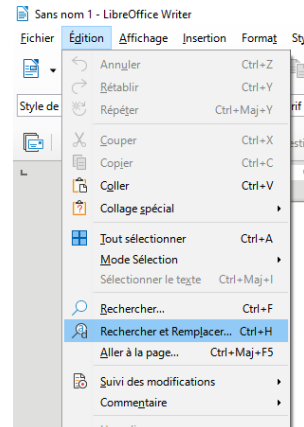 Sans nom 1 - LibreOffice Writer
Fichier Édition Affichage Insertion Format
Style de
Annuler Ctrl+Z
Rétablir Ctrl+Y
Répéter Ctrl+Maj+Y
Couper Ctrl+X
Copier Ctrl+C
Coller Ctrl+V
Collage spécial
Tout sélectionner Ctrl+A
Mode Sélection
Sélectionner le texte Ctrl+Maj+I
Rechercher... Ctrl+F
Rechercher et Remplacer... Ctrl+H
Aller à la page... Ctrl+Maj+F5
Suivi des modifications
Commentaire